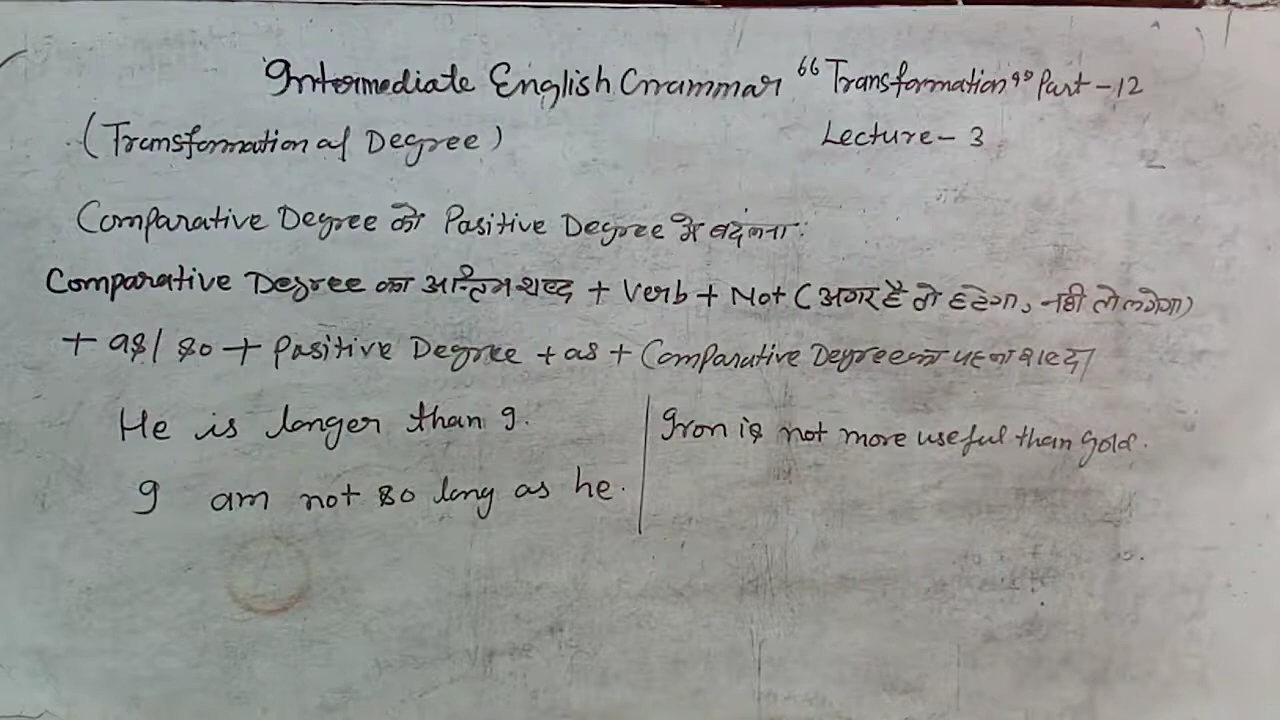 Intermediate English Grammar "Transformation" Part-12
(Transformation of Degree) Lecture-3
Comparative Degree को Pasitive Degree में बदलना:
Comparative Degree का अन्तिम शब्द + Verb + Not (अगर है तो हटेगा, नहीं तो लगेगा)
+ as/so + Pasitive Degree + as + Comparative Degree का पहला शब्द
He is longer than I.
I am not so long as he.
Iron is not more useful than gold.